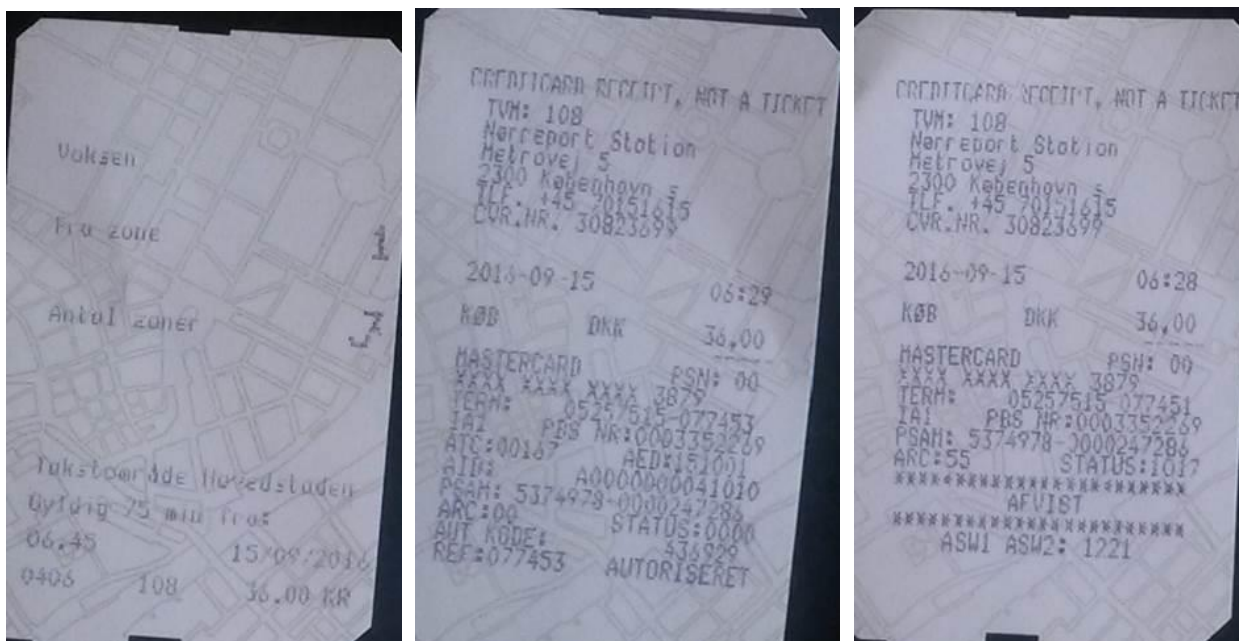 Voksen
Fra zone
1
Antal zoner
3
Takstområde Hovedstaden
Gyldig 75 min fra:
06.45 15/09/2016
0406 108 36.00 KR
CREDITCARD RECEIPT, NOT A TICKET
TVM: 108
Nørreport Station
Metrovej 5
2300 København s
TLF. +45 70151615
CVR.NR. 30823699
2016-09-15 06:29
KØB DKK 36,00
MASTERCARD PSN: 00
XXXX XXXX XXXX 3879
TERM: 05257515-077453
IA1 PBS NR:0003352269
ATC:00167 AED:151001
AID: A0000000041010
PSAM: 5374978-0000247286
ARC:00 STATUS:0000
AUT KODE: 436929
REF:077453 AUTORISERET
CREDITCARD RECEIPT, NOT A TICKET
TVM: 108
Nørreport Station
Metrovej 5
2300 København s
TLF. +45 70151615
CVR.NR. 30823699
2016-09-15 06:28
KØB DKK 36,00
MASTERCARD PSN: 00
XXXX XXXX XXXX 3879
TERM: 05257515-077451
IA1 PBS NR:0003352269
PSAM: 5374978-0000247286
ARC:55 STATUS:1017
***********************
AFVIST
***********************
ASW1 ASW2: 1221